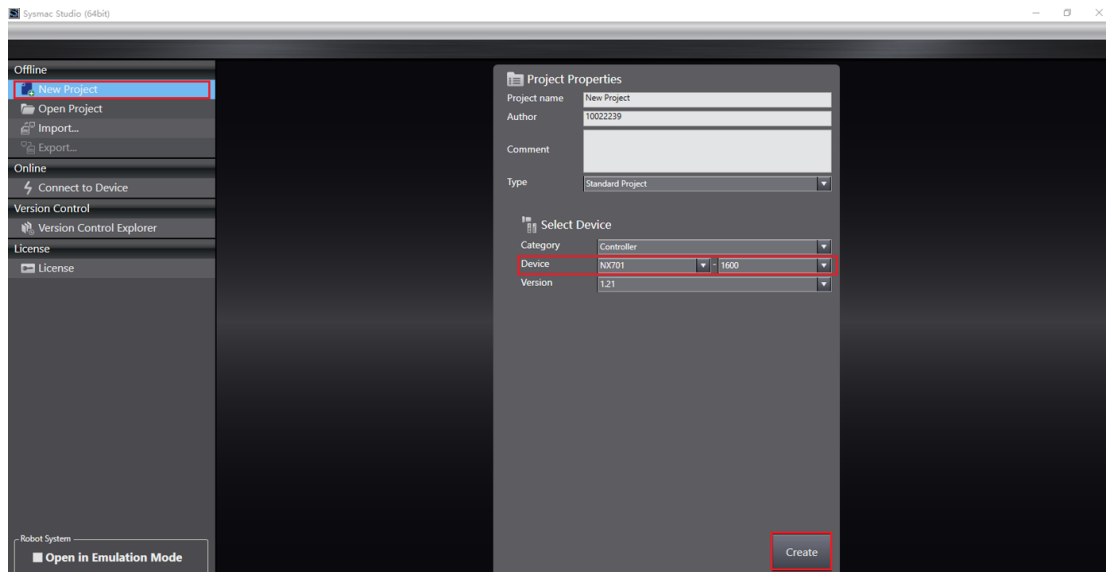 Sysmac Studio (64bit)
Offline
New Project
Open Project
Import...
Export...
Online
Connect to Device
Version Control
Version Control Explorer
License
License
Robot System
Open in Emulation Mode
Project Properties
Project name New Project
Author 10022239
Comment
Type Standard Project
Select Device
Category Controller
Device NX701 - 1600
Version 1.21
Create